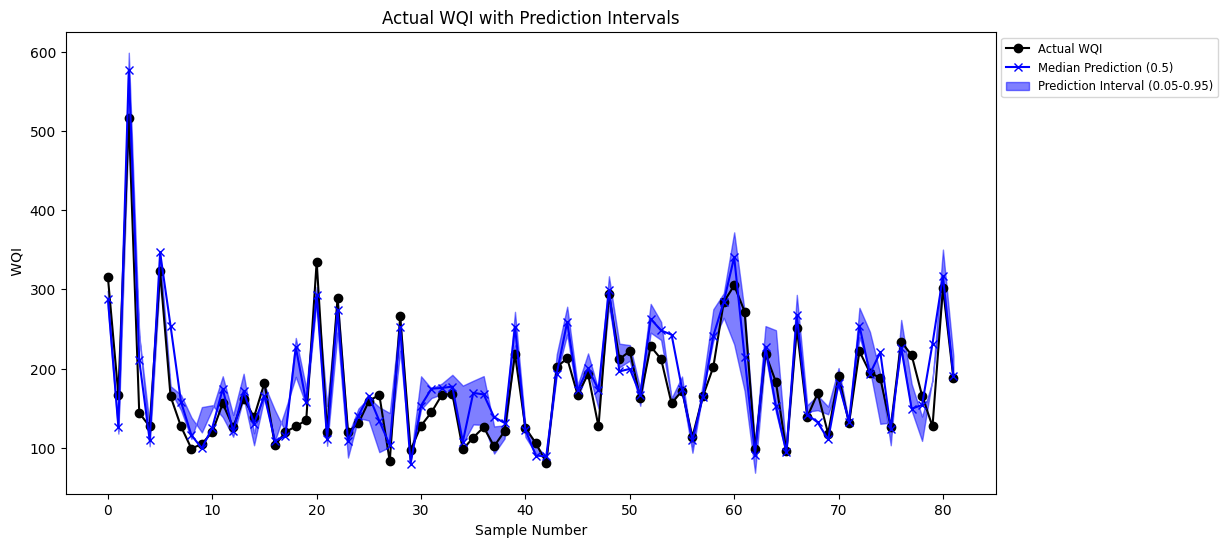 Actual WQI with Prediction Intervals
Actual WQI
Median Prediction (0.5)
Prediction Interval (0.05-0.95)
WQI
600
500
400
300
200
100
0
10
20
30
40
50
60
70
80
Sample Number